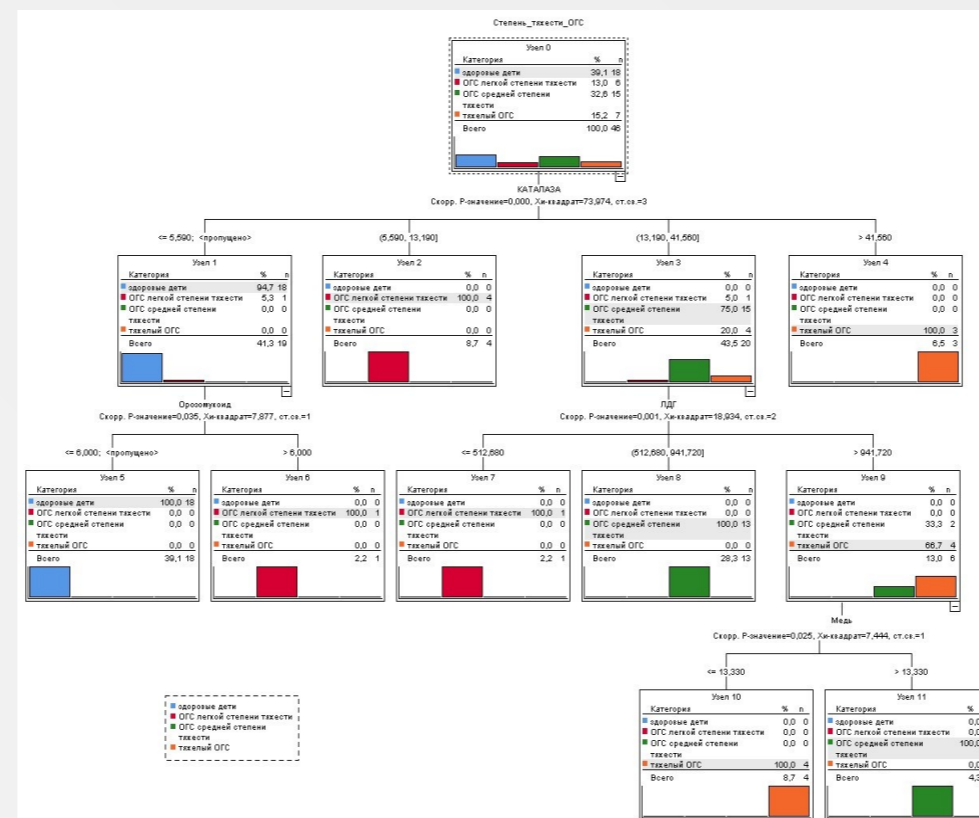 Степень_тяжести_ОГС
Узел 0
Категория % n
здоровые дети 39,1 18
ОГС легкой степени тяжести 13,0 6
ОГС средней степени 32,6 15
тяжести
тяжелый ОГС 15,2 7
Всего 100,0 46
КАТАЛАЗА
Скорр. Р-значение=0,000, Хи-квадрат=73,974, ст.св.=3
<= 5,590; <пропущено>
(5,590, 13,190]
(13,190, 41,560]
> 41,560
Узел 1
Категория % n
здоровые дети 94,7 18
ОГС легкой степени тяжести 5,3 1
ОГС средней степени 0,0 0
тяжести
тяжелый ОГС 0,0 0
Всего 41,3 19
Узел 2
Категория % n
здоровые дети 0,0 0
ОГС легкой степени тяжести 100,0 4
ОГС средней степени 0,0 0
тяжести
тяжелый ОГС 0,0 0
Всего 8,7 4
Узел 3
Категория % n
здоровые дети 0,0 0
ОГС легкой степени тяжести 5,0 1
ОГС средней степени 75,0 15
тяжести
тяжелый ОГС 20,0 4
Всего 43,5 20
Узел 4
Категория % n
здоровые дети 0,0 0
ОГС легкой степени тяжести 0,0 0
ОГС средней степени 0,0 0
тяжести
тяжелый ОГС 100,0 3
Всего 6,5 3
Орозомукоид
Скорр. Р-значение=0,035, Хи-квадрат=7,877, ст.св.=1
ЛДГ
Скорр. Р-значение=0,001, Хи-квадрат=18,934, ст.св.=2
<= 6,000; <пропущено>
> 6,000
<= 512,680
(512,680, 941,720]
> 941,720
Узел 5
Категория % n
здоровые дети 100,0 18
ОГС легкой степени тяжести 0,0 0
ОГС средней степени 0,0 0
тяжести
тяжелый ОГС 0,0 0
Всего 39,1 18
Узел 6
Категория % n
здоровые дети 0,0 0
ОГС легкой степени тяжести 100,0 1
ОГС средней степени 0,0 0
тяжести
тяжелый ОГС 0,0 0
Всего 2,2 1
Узел 7
Категория % n
здоровые дети 0,0 0
ОГС легкой степени тяжести 100,0 1
ОГС средней степени 0,0 0
тяжести
тяжелый ОГС 0,0 0
Всего 2,2 1
Узел 8
Категория % n
здоровые дети 0,0 0
ОГС легкой степени тяжести 0,0 0
ОГС средней степени 100,0 13
тяжести
тяжелый ОГС 0,0 0
Всего 28,3 13
Узел 9
Категория % n
здоровые дети 0,0 0
ОГС легкой степени тяжести 0,0 0
ОГС средней степени 33,3 2
тяжести
тяжелый ОГС 66,7 4
Всего 13,0 6
Медь
Скорр. Р-значение=0,025, Хи-квадрат=7,444, ст.св.=1
<= 13,330
> 13,330
Узел 10
Категория % n
здоровые дети 0,0 0
ОГС легкой степени тяжести 0,0 0
ОГС средней степени 0,0 0
тяжести
тяжелый ОГС 100,0 4
Всего 8,7 4
Узел 11
Категория %
здоровые дети 0,0
ОГС легкой степени тяжести 0,0
ОГС средней степени 100,0
тяжести
тяжелый ОГС 0,0
Всего 4,3
здоровые дети
ОГС легкой степени тяжести
ОГС средней степени
тяжести
тяжелый ОГС